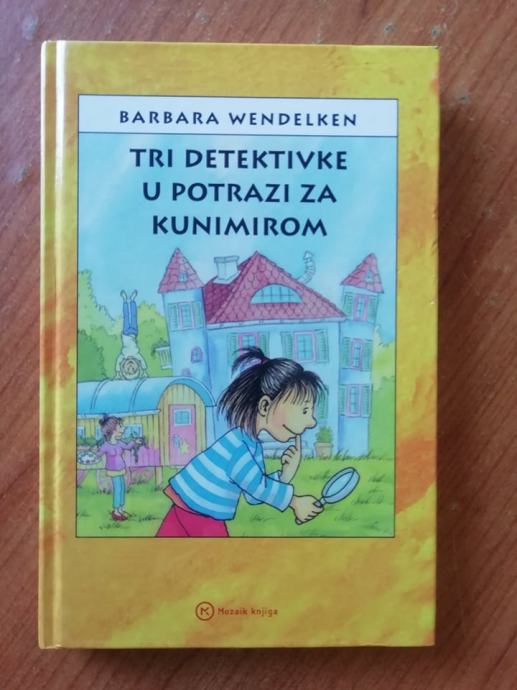 BARBARA WENDELKEN
TRI DETEKTIVKE
U POTRAZI ZA
KUNIMIROM
Mozaik knjiga